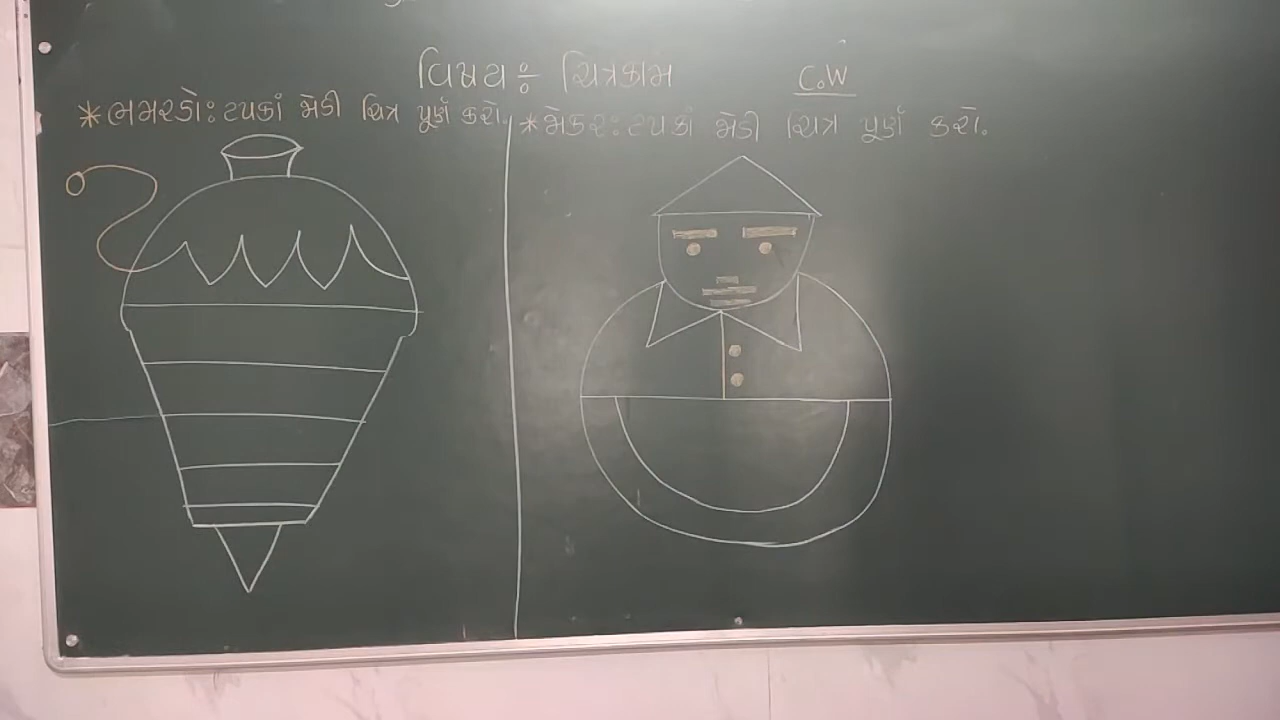 વિષય÷ ચિત્રકામ
C.W
*ભમરડો: ટપકાં જોડી ચિત્ર પૂર્ણ કરો.
*જોકર: ટપકાં જોડી ચિત્ર પૂર્ણ કરો.